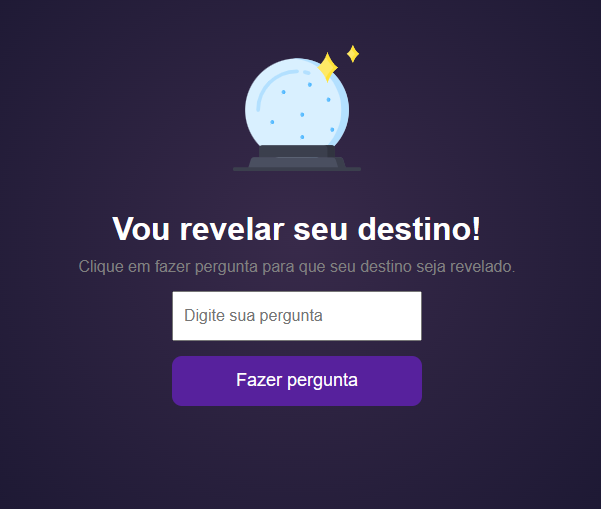 Vou revelar seu destino!
Clique em fazer pergunta para que seu destino seja revelado.
Digite sua pergunta
Fazer pergunta